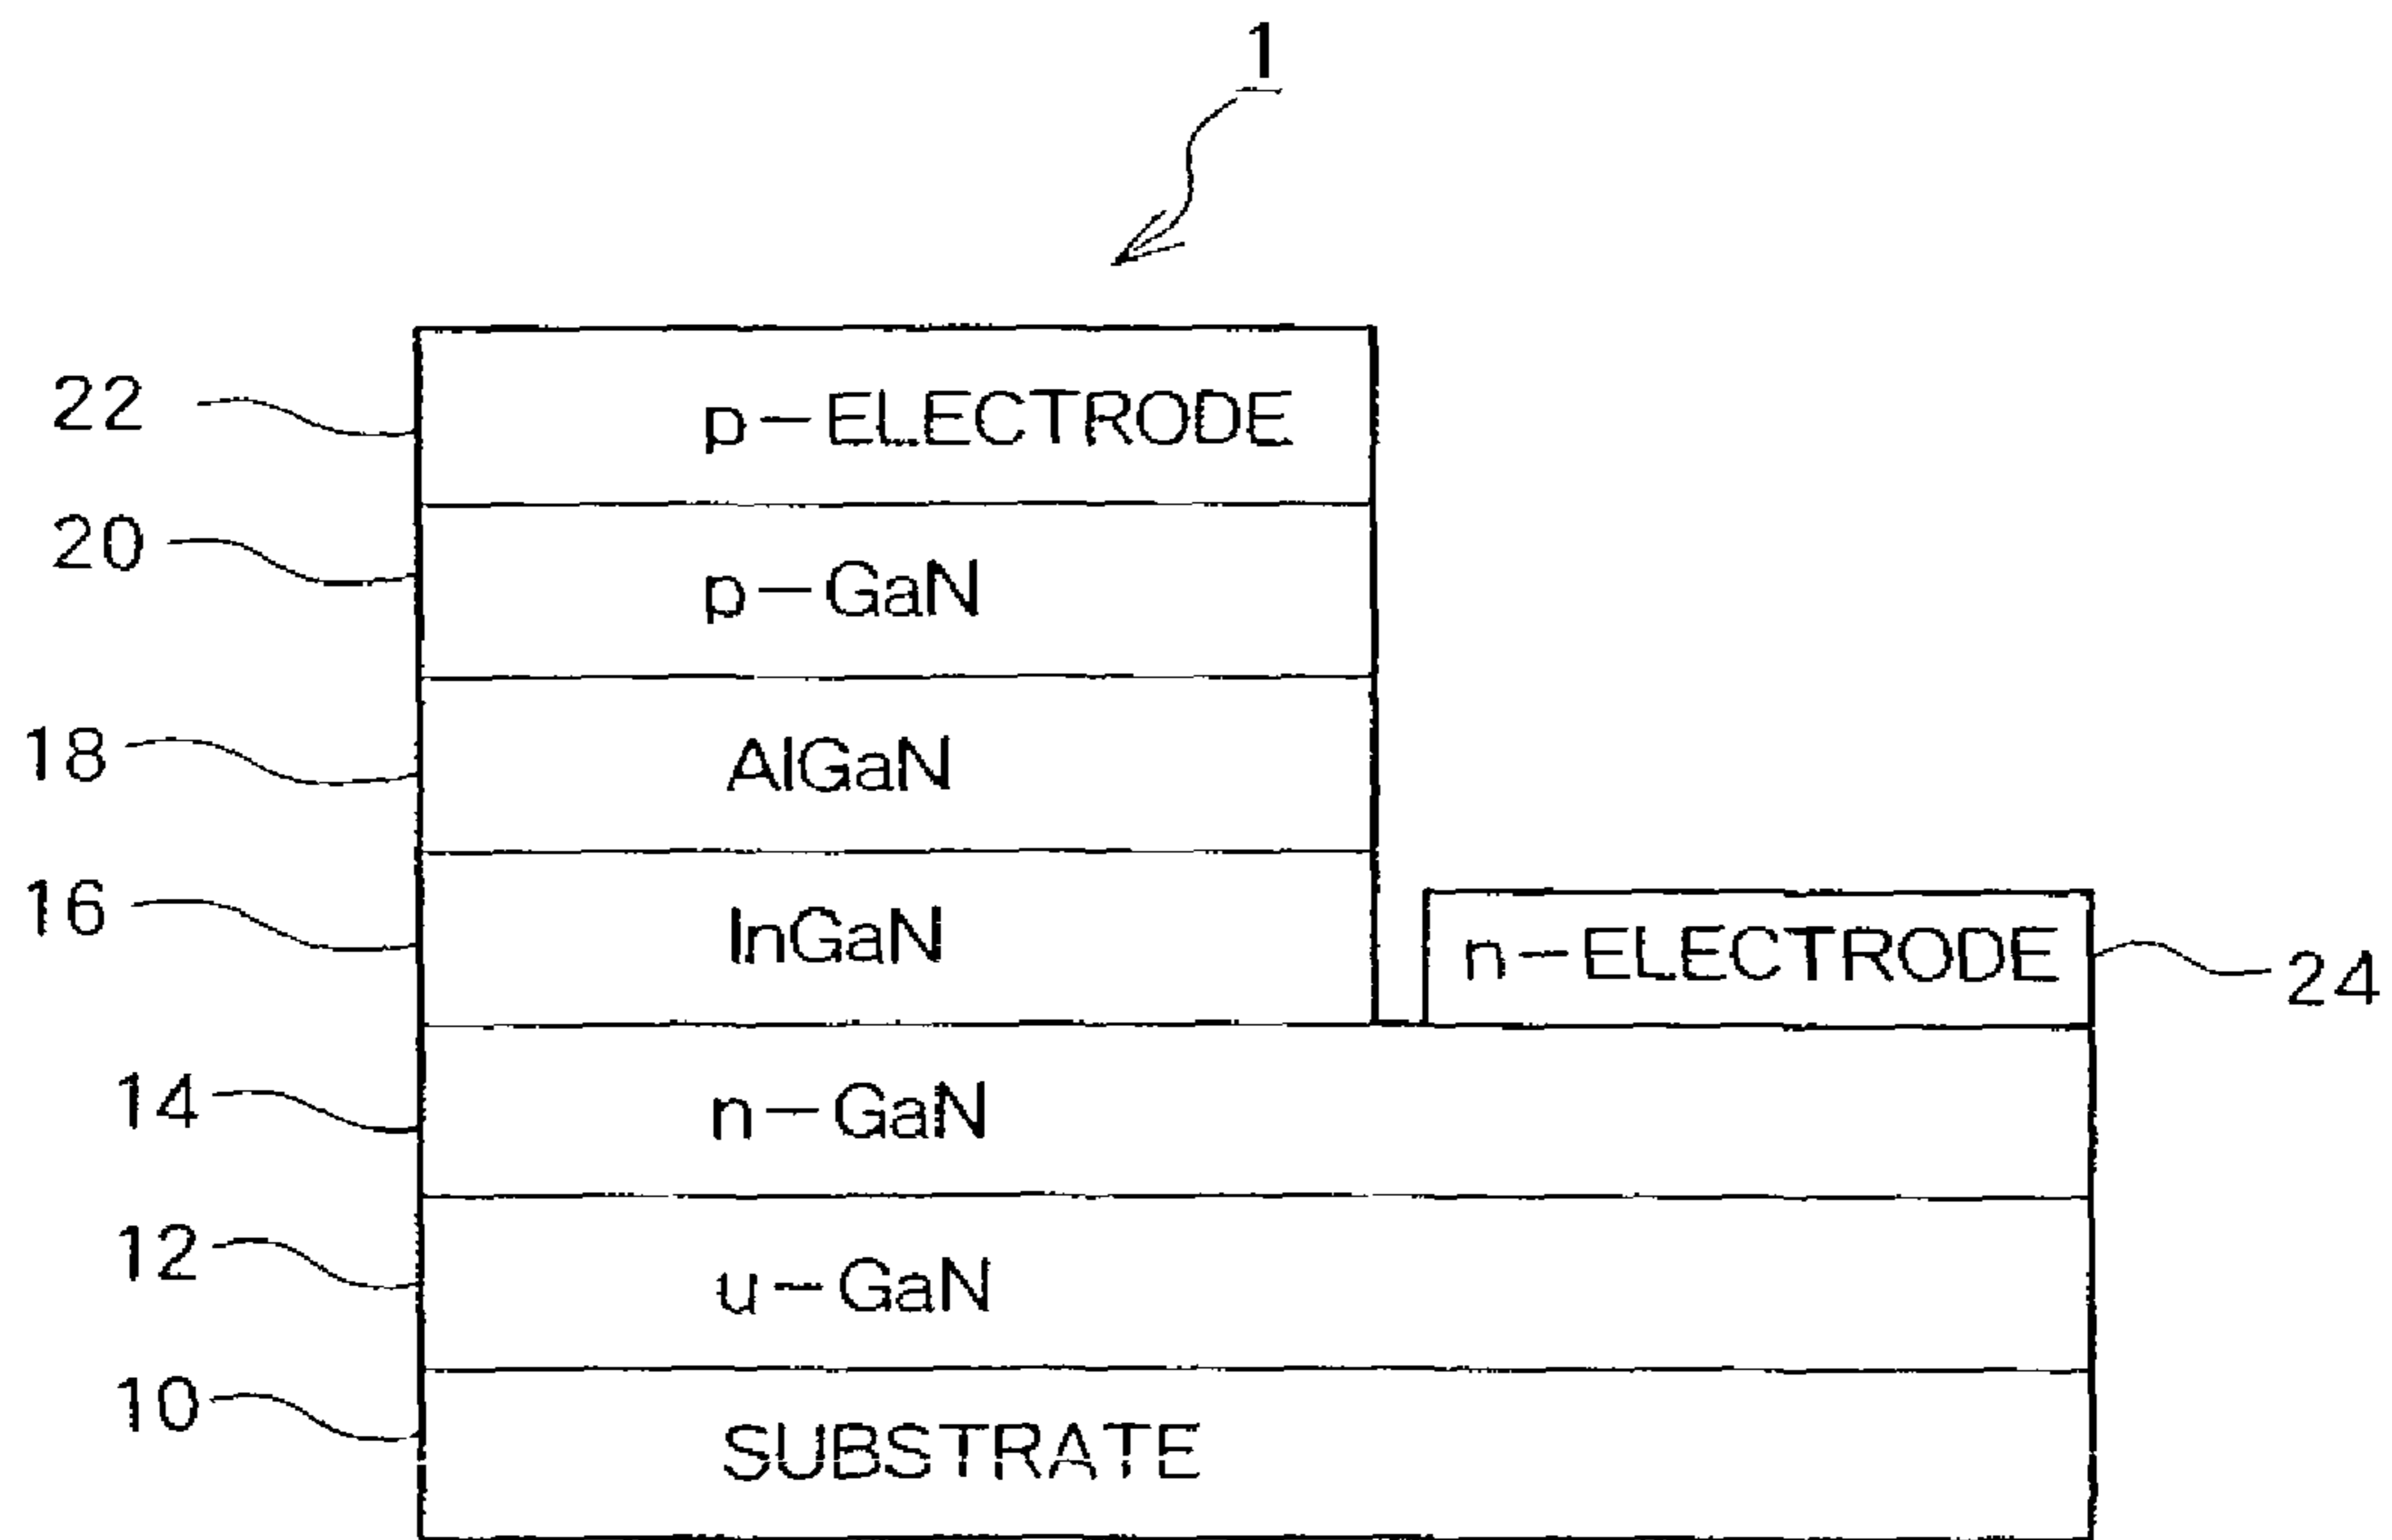 1
22 p-ELECTRODE
20 p-GaN
18 AlGaN
16 InGaN
n-ELECTRODE 24
14 n-GaN
12 u-GaN
10 SUBSTRATE